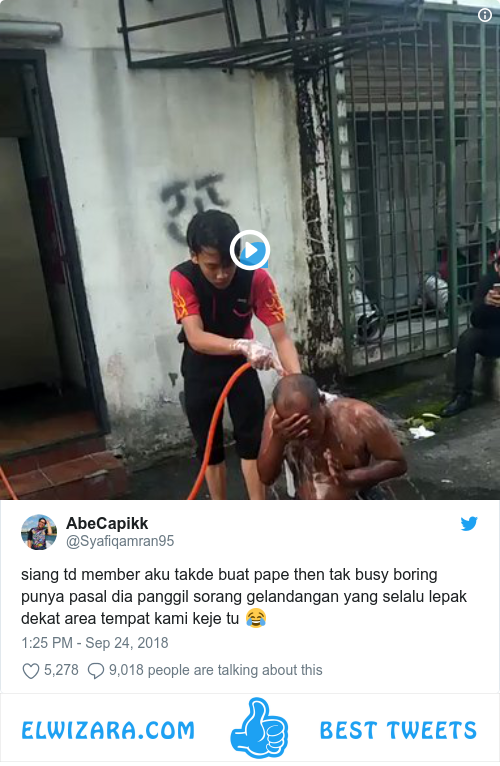 AbeCapikk
@Syafiqamran95
siang td member aku takde buat pape then tak busy boring
punya pasal dia panggil sorang gelandangan yang selalu lepak
dekat area tempat kami keje tu 😂
1:25 PM - Sep 24, 2018
5,278 9,018 people are talking about this
ELWIZARA.COM BEST TWEETS